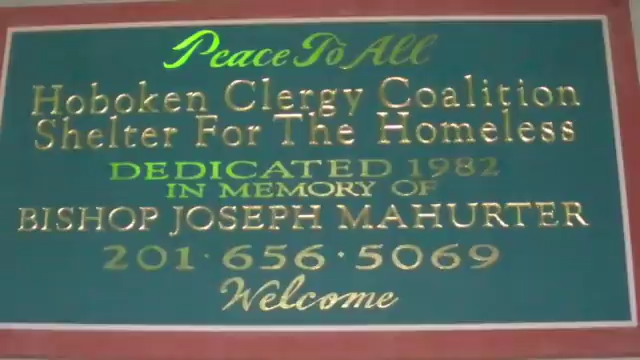 Peace To All
Hoboken Clergy Coalition
Shelter For The Homeless
DEDICATED 1982
IN MEMORY OF
BISHOP JOSEPH MAHURTER
201·656·5069
Welcome